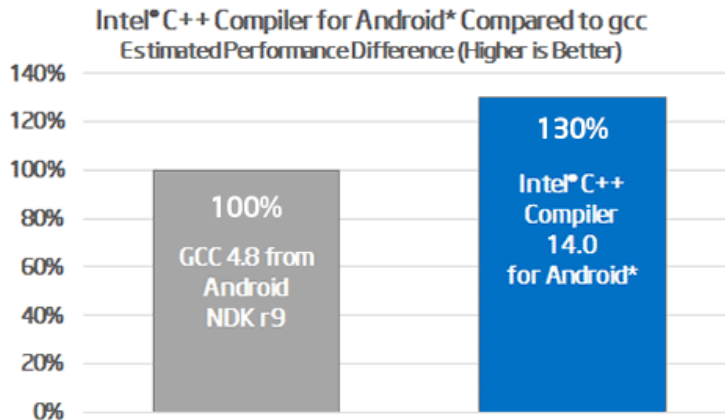 Intel® C++ Compiler for Android* Compared to gcc
Estimated Performance Difference (Higher is Better)
140%
120%
100%
80%
60%
40%
20%
0%
100%
GCC 4.8 from
Android
NDK r9
130%
Intel® C++
Compiler
14.0
for Android*